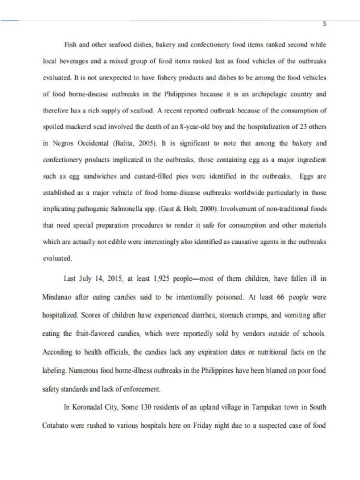 5
Fish and other seafood dishes, bakery and confectionery food items ranked second while
local beverages and a mixed group of food items ranked last as food vehicles of the outbreaks
evaluated. It is not unexpected to have fishery products and dishes to be among the food vehicles
of food borne-disease outbreaks in the Philippines because it is an archipelagic country and
therefore has a rich supply of seafood. A recent reported outbreak because of the consumption of
spoiled mackerel scad involved the death of an 8-year-old boy and the hospitalization of 23 others
in Negros Occidental (Balita, 2005). It is significant to note that among the bakery and
confectionery products implicated in the outbreaks, those containing egg as a major ingredient
such as egg sandwiches and custard-filled pies were identified in the outbreaks. Eggs are
established as a major vehicle of food borne-disease outbreaks worldwide particularly in those
implicating pathogenic Salmonella spp. (Gast & Holt, 2000). Involvement of non-traditional foods
that need special preparation procedures to render it safe for consumption and other materials
which are actually not edible were interestingly also identified as causative agents in the outbreaks
evaluated.
Last July 14, 2015, at least 1,925 people—most of them children, have fallen ill in
Mindanao after eating candies said to be intentionally poisoned. At least 66 people were
hospitalized. Scores of children have experienced diarrhea, stomach cramps, and vomiting after
eating the fruit-flavored candies, which were reportedly sold by vendors outside of schools.
According to health officials, the candies lack any expiration dates or nutritional facts on the
labeling. Numerous food borne-illness outbreaks in the Philippines have been blamed on poor food
safety standards and lack of enforcement.
In Koronadal City, Some 130 residents of an upland village in Tampakan town in South
Cotabato were rushed to various hospitals here on Friday night due to a suspected case of food